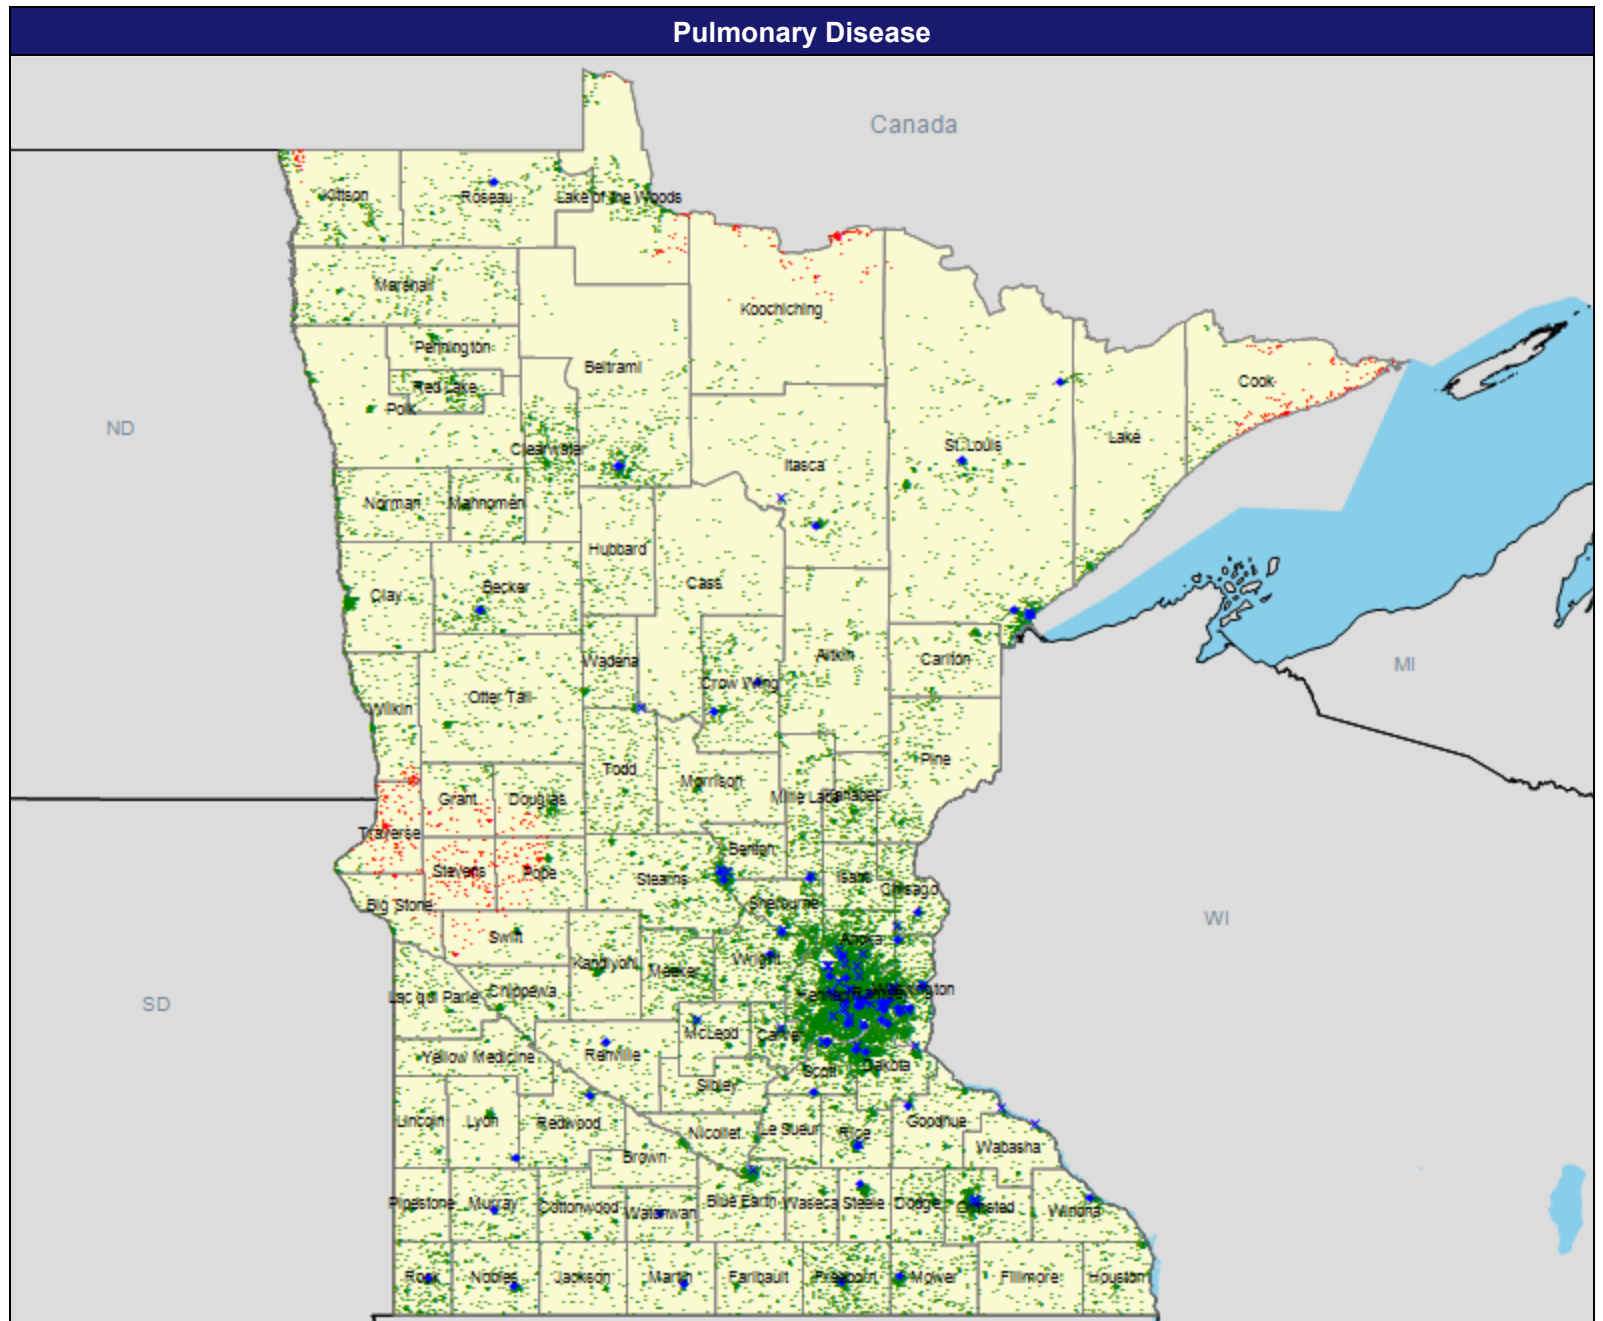 Pulmonary Disease
Canada
Kittson
Roseau
Lake of the Woods
Marshall
Koochiching
Pennington
Beltrami
Red Lake
Cook
Polk
ND
Lake
Clearwater
St. Louis
Itasca
Norman
Mahnomen
Hubbard
Cass
Becker
Clay
Wadena
Aitkin
Carlton
MI
Crow Wing
Otter Tail
Wilkin
Pine
Todd
Morrison
Grant
Douglas
Mille Lacs
Kanabec
Traverse
Benton
Stevens
Pope
Stearns
Isanti
Chisago
Big Stone
Sherburne
WI
Swift
Anoka
Kandiyohi
Meeker
Wright
Chippewa
Lac qui Parle
Hennepin
Ramsey
Washington
SD
McLeod
Carver
Yellow Medicine
Renville
Scott
Dakota
Sibley
Lincoln
Lyon
Redwood
Nicollet
Le Sueur
Rice
Goodhue
Wabasha
Brown
Pipestone
Murray
Cottonwood
Watonwan
Blue Earth
Waseca
Steele
Dodge
Olmsted
Winona
Rock
Nobles
Jackson
Martin
Faribault
Freeborn
Mower
Fillmore
Houston